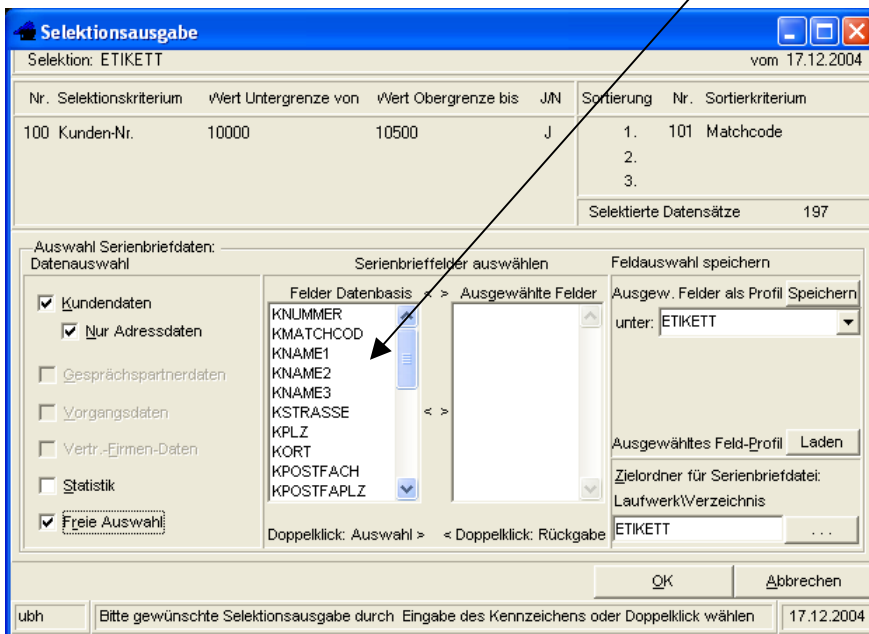 Selektionsausgabe
Selektion: ETIKETT vom 17.12.2004
Nr. Selektionskriterium Wert Untergrenze von Wert Obergrenze bis J/N Sortierung Nr. Sortierkriterium
100 Kunden-Nr. 10000 10500 J 1. 101 Matchcode
2.
3.
Selektierte Datensätze 197
Auswahl Serienbriefdaten:
Datenauswahl
Kundendaten
Nur Adressdaten
Gesprächspartnerdaten
Vorgangsdaten
Vertr.-Firmen-Daten
Statistik
Freie Auswahl
Serienbrieffelder auswählen
Felder Datenbasis < > Ausgewählte Felder
KNUMMER
KMATCHCOD
KNAME1
KNAME2
KNAME3
KSTRASSE
KPLZ
KORT
KPOSTFACH
KPOSTFAPLZ
< >
Doppelklick: Auswahl > < Doppelklick: Rückgabe
Feldauswahl speichern
Ausgew. Felder als Profil Speichern
unter: ETIKETT
Ausgewähltes Feld-Profil Laden
Zielordner für Serienbriefdatei:
Laufwerk\Verzeichnis
ETIKETT ...
OK Abbrechen
ubh Bitte gewünschte Selektionsausgabe durch Eingabe des Kennzeichens oder Doppelklick wählen 17.12.2004